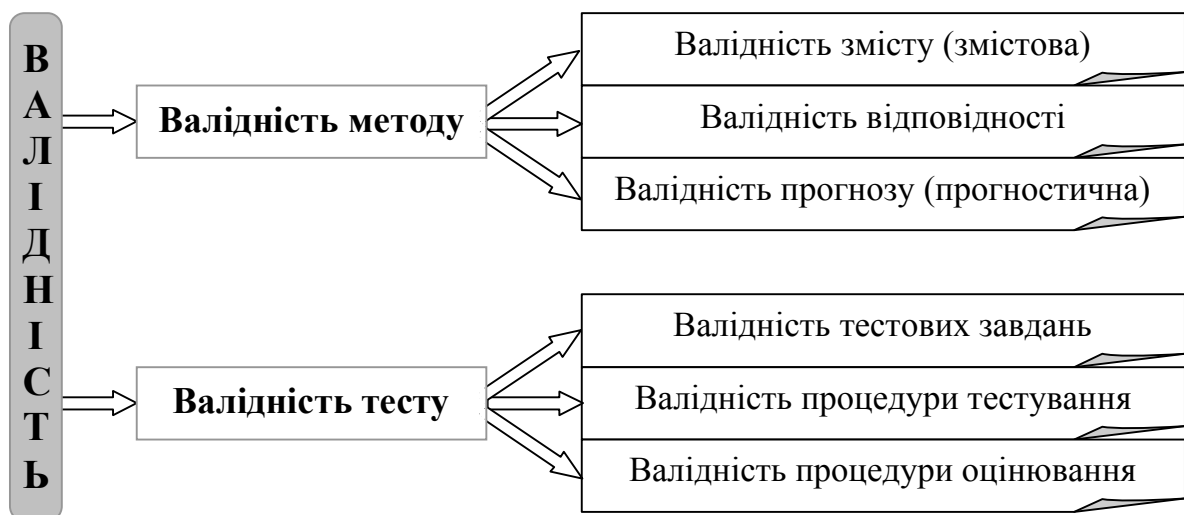 ВАЛІДНІСТЬ
Валідність методу
Валідність змісту (змістова)
Валідність відповідності
Валідність прогнозу (прогностична)
Валідність тесту
Валідність тестових завдань
Валідність процедури тестування
Валідність процедури оцінювання